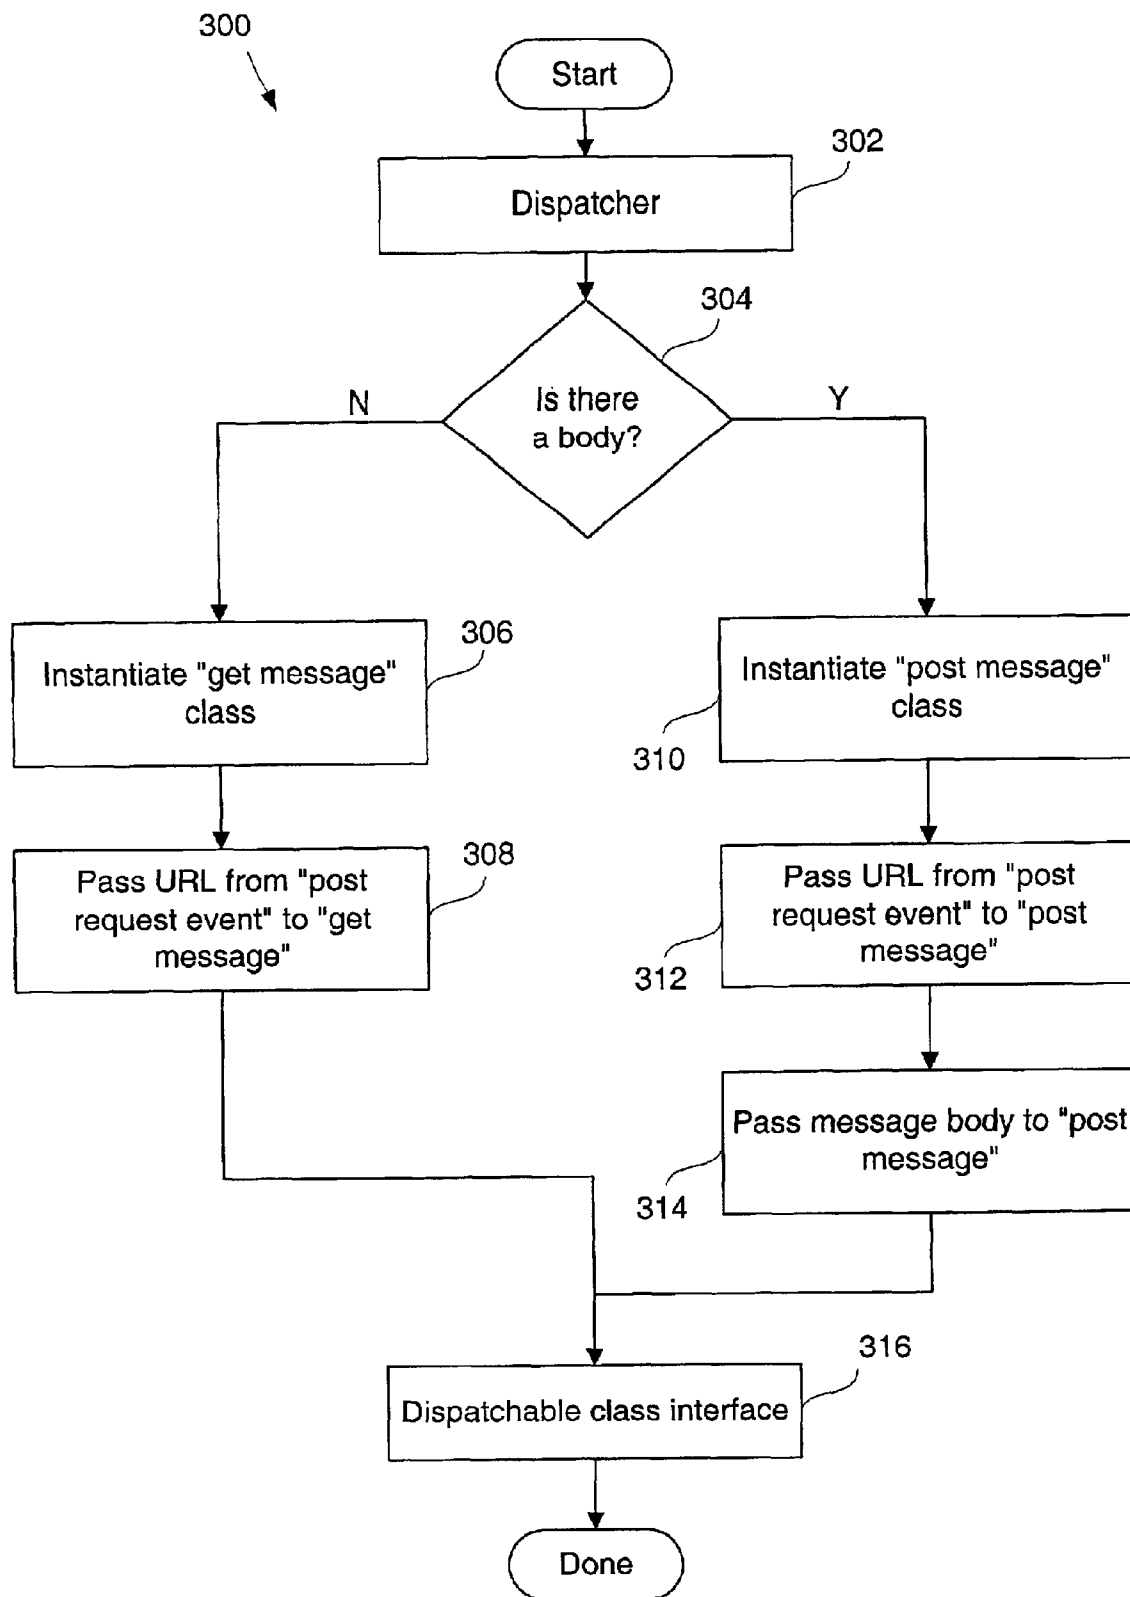 300
Start
302
Dispatcher
304
Is there
a body?
N
Y
306
Instantiate "get message"
class
Instantiate "post message"
class
310
308
Pass URL from "post
request event" to "get
message"
Pass URL from "post
request event" to "post
message"
312
Pass message body to "post
message"
314
316
Dispatchable class interface
Done